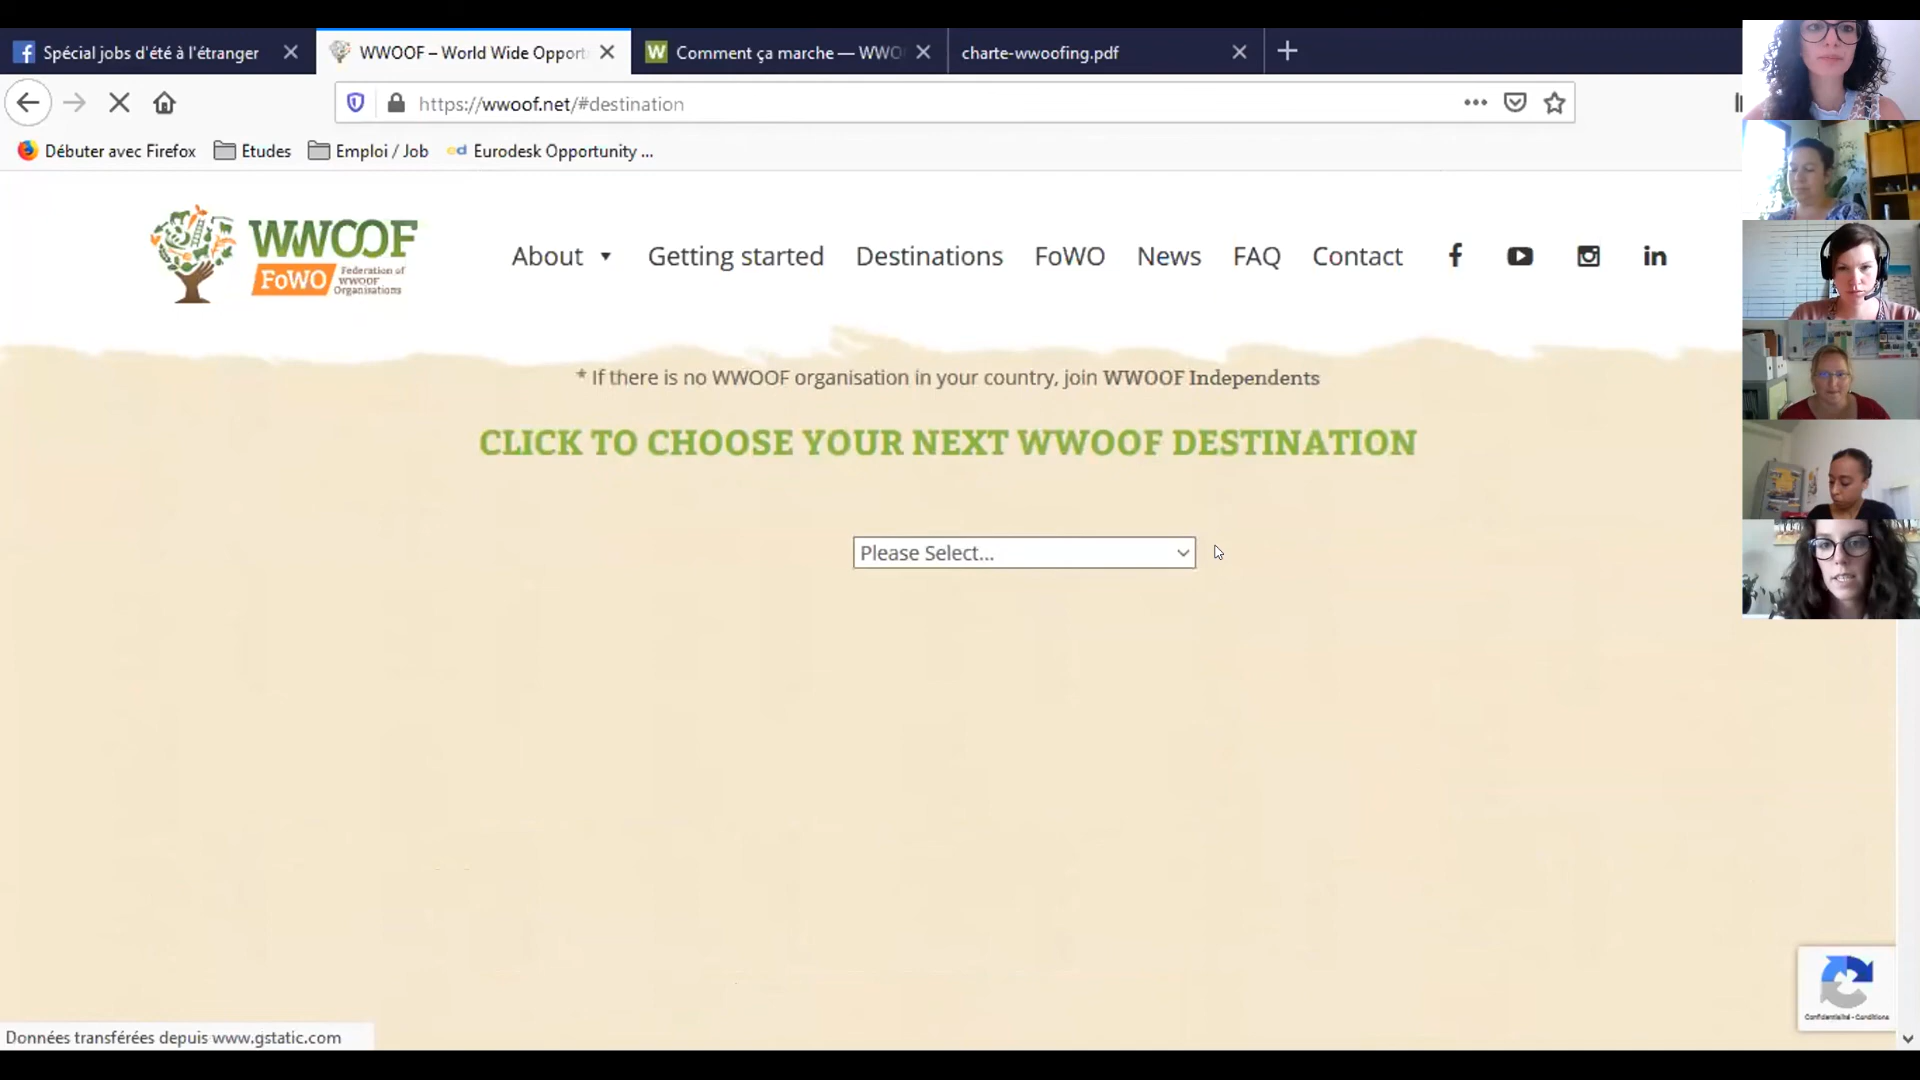 Spécial jobs d'été à l'étranger
WWOOF – World Wide Opport
Comment ça marche — WWO
charte-wwoofing.pdf
https://wwoof.net/#destination
Débuter avec Firefox
Etudes
Emploi / Job
Eurodesk Opportunity ...
WWOOF
FoWO
Federation of
WWOOF
Organisations
About
Getting started
Destinations
FoWO
News
FAQ
Contact
* If there is no WWOOF organisation in your country, join WWOOF Independents
CLICK TO CHOOSE YOUR NEXT WWOOF DESTINATION
Please Select...
Confidentialité - Conditions
Données transférées depuis www.gstatic.com